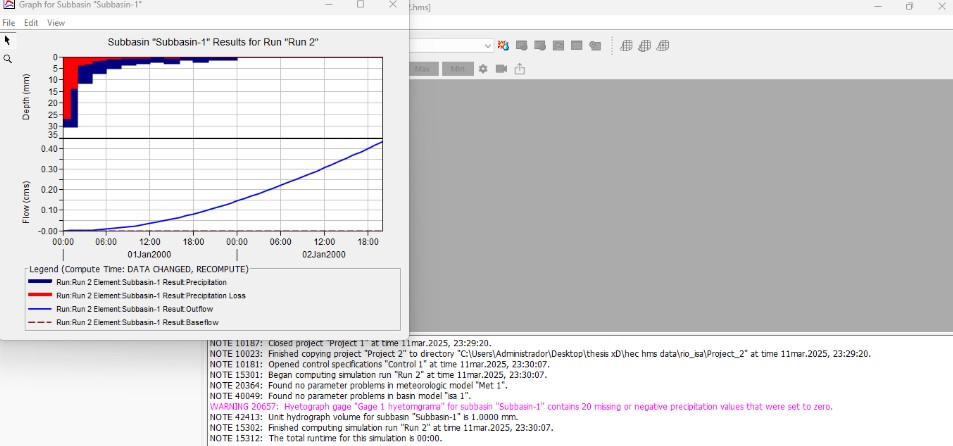 Graph for Subbasin "Subbasin-1"
2.hms]
File Edit View
Subbasin "Subbasin-1" Results for Run "Run 2"
Max Min
Depth (mm)
0
5
10
15
20
25
30
35
Flow (cms)
0.40
0.30
0.20
0.10
-0.00
00:00 06:00 12:00 18:00 00:00 06:00 12:00 18:00
01Jan2000 02Jan2000
Legend (Compute Time: DATA CHANGED, RECOMPUTE)
Run:Run 2 Element:Subbasin-1 Result:Precipitation
Run:Run 2 Element:Subbasin-1 Result:Precipitation Loss
Run:Run 2 Element:Subbasin-1 Result:Outflow
Run:Run 2 Element:Subbasin-1 Result:Baseflow
NOTE 10187: Closed project "Project 1" at time 11mar.2025, 23:29:20.
NOTE 10023: Finished copying project "Project 2" to directory "C:\Users\Administrador\Desktop\thesis xD\hec hms data\rio_isa\Project_2" at time 11mar.2025, 23:29:20.
NOTE 10181: Opened control specifications "Control 1" at time 11mar.2025, 23:30:07.
NOTE 15301: Began computing simulation run "Run 2" at time 11mar.2025, 23:30:07.
NOTE 20364: Found no parameter problems in meteorologic model "Met 1".
NOTE 40049: Found no parameter problems in basin model "isa 1".
WARNING 20657: Hyetograph gage "Gage 1 hyetomgrama" for subbasin "Subbasin-1" contains 20 missing or negative precipitation values that were set to zero.
NOTE 42413: Unit hydrograph volume for subbasin "Subbasin-1" is 1.0000 mm.
NOTE 15302: Finished computing simulation run "Run 2" at time 11mar.2025, 23:30:07.
NOTE 15312: The total runtime for this simulation is 00:00.